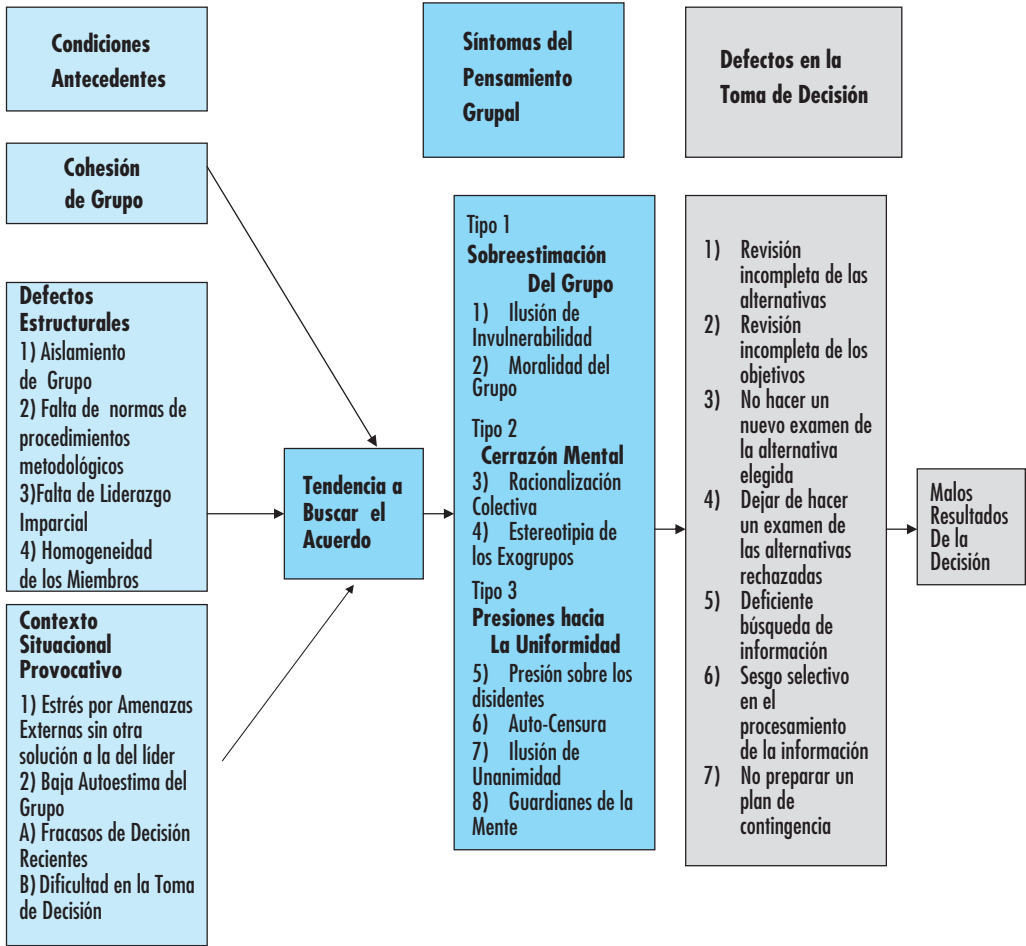 Condiciones
Antecedentes
Síntomas del
Pensamiento
Grupal
Defectos en la
Toma de Decisión
Cohesión
de Grupo
Defectos
Estructurales
1) Aislamiento
de Grupo
2) Falta de normas de
procedimientos
metodológicos
3)Falta de Liderazgo
Imparcial
4) Homogeneidad
de los Miembros
Contexto
Situacional
Provocativo
1) Estrés por Amenazas
Externas sin otra
solución a la del líder
2) Baja Autoestima del
Grupo
A) Fracasos de Decisión
Recientes
B) Dificultad en la Toma
de Decisión
Tendencia a
Buscar el
Acuerdo
Tipo 1
Sobreestimación
Del Grupo
1) Ilusión de
Invulnerabilidad
2) Moralidad del
Grupo
Tipo 2
Cerrazón Mental
3) Racionalización
Colectiva
4) Estereotipia de
los Exogrupos
Tipo 3
Presiones hacia
La Uniformidad
5) Presión sobre los
disidentes
6) Auto-Censura
7) Ilusión de
Unanimidad
8) Guardianes de la
Mente
1) Revisión
incompleta de las
alternativas
2) Revisión
incompleta de los
objetivos
3) No hacer un
nuevo examen de
la alternativa
elegida
4) Dejar de hacer
un examen de
las alternativas
rechazadas
5) Deficiente
búsqueda de
información
6) Sesgo selectivo
en el
procesamiento
de la información
7) No preparar un
plan de
contingencia
Malos
Resultados
De la
Decisión